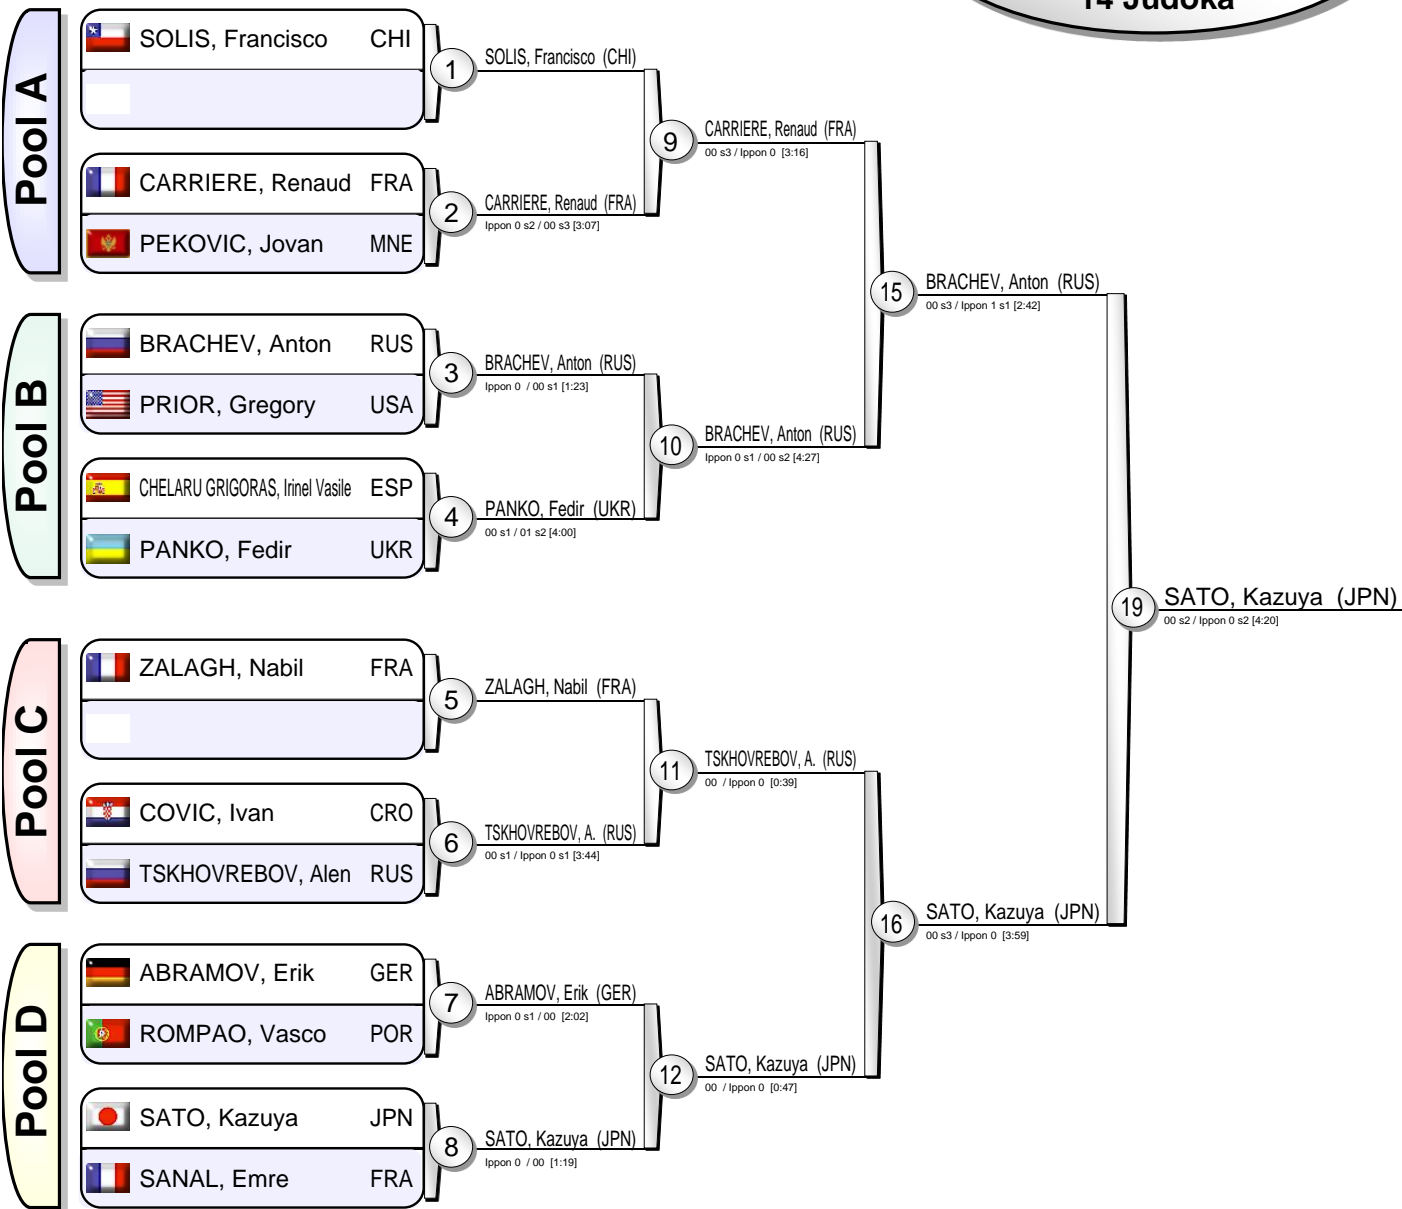 14 Judoka
Pool A
SOLIS, Francisco CHI
1
SOLIS, Francisco (CHI)
CARRIERE, Renaud FRA
PEKOVIC, Jovan MNE
2
CARRIERE, Renaud (FRA)
Ippon 0 s2 / 00 s3 [3:07]
9
CARRIERE, Renaud (FRA)
00 s3 / Ippon 0 [3:16]
Pool B
BRACHEV, Anton RUS
PRIOR, Gregory USA
3
BRACHEV, Anton (RUS)
Ippon 0 / 00 s1 [1:23]
CHELARU GRIGORAS, Irinel Vasile ESP
PANKO, Fedir UKR
4
PANKO, Fedir (UKR)
00 s1 / 01 s2 [4:00]
10
BRACHEV, Anton (RUS)
Ippon 0 s1 / 00 s2 [4:27]
15
BRACHEV, Anton (RUS)
00 s3 / Ippon 1 s1 [2:42]
Pool C
ZALAGH, Nabil FRA
5
ZALAGH, Nabil (FRA)
COVIC, Ivan CRO
TSKHOVREBOV, Alen RUS
6
TSKHOVREBOV, A. (RUS)
00 s1 / Ippon 0 s1 [3:44]
11
TSKHOVREBOV, A. (RUS)
00 / Ippon 0 [0:39]
Pool D
ABRAMOV, Erik GER
ROMPAO, Vasco POR
7
ABRAMOV, Erik (GER)
Ippon 0 s1 / 00 [2:02]
SATO, Kazuya JPN
SANAL, Emre FRA
8
SATO, Kazuya (JPN)
Ippon 0 / 00 [1:19]
12
SATO, Kazuya (JPN)
00 / Ippon 0 [0:47]
16
SATO, Kazuya (JPN)
00 s3 / Ippon 0 [3:59]
19
SATO, Kazuya (JPN)
00 s2 / Ippon 0 s2 [4:20]